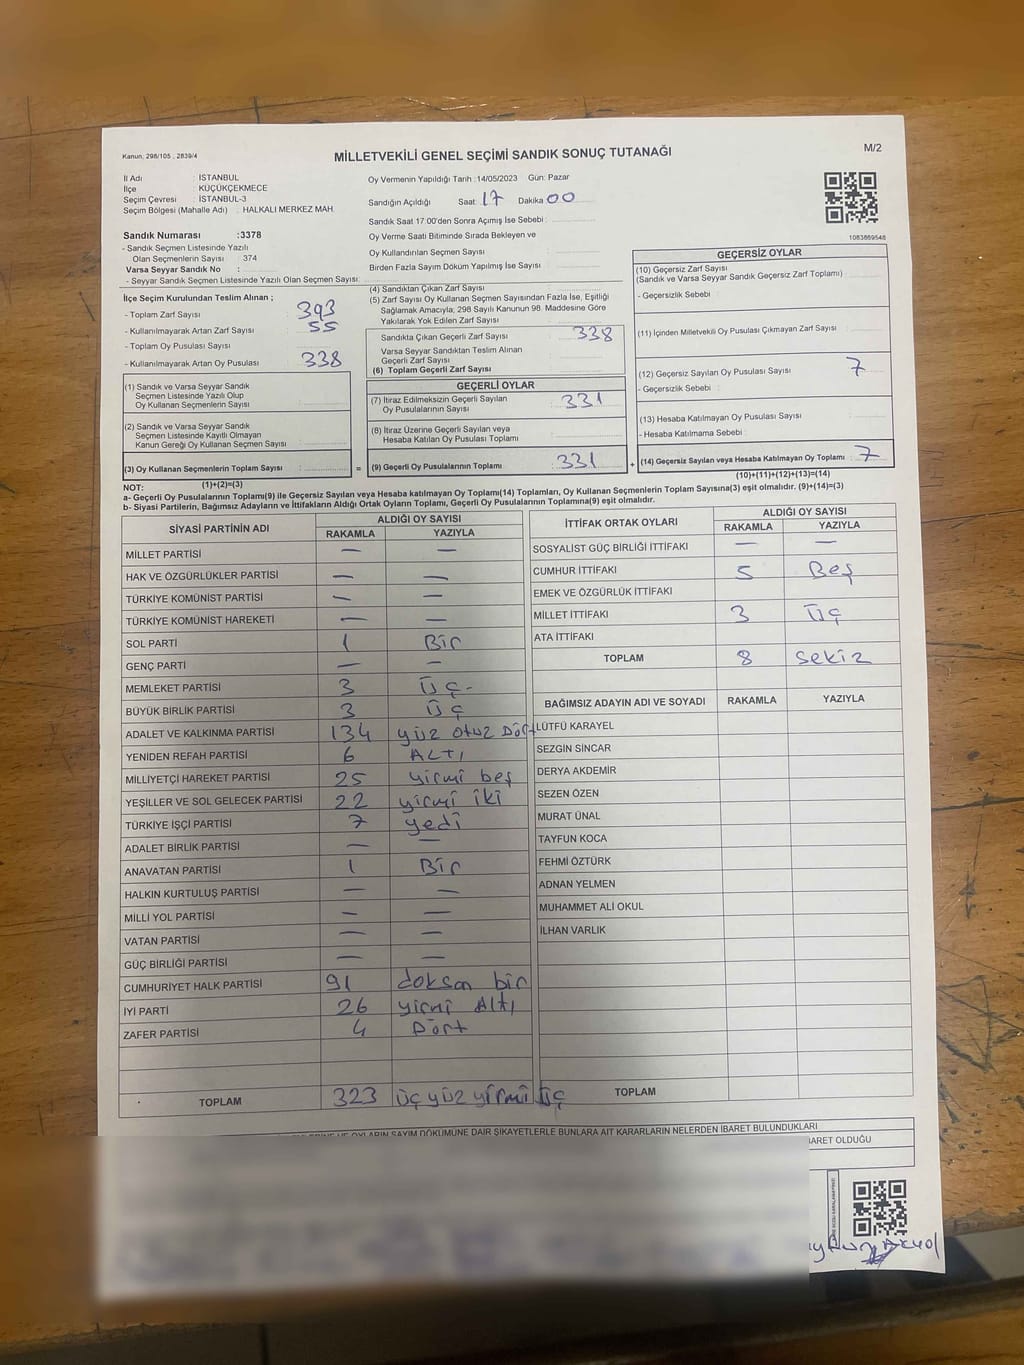 Kanun, 298/105 , 2839/4
MİLLETVEKİLİ GENEL SEÇİMİ SANDIK SONUÇ TUTANAĞI
M/2
İl Adı : İSTANBUL
İlçe : KÜÇÜKÇEKMECE
Seçim Çevresi : İSTANBUL-3
Seçim Bölgesi (Mahalle Adı) : HALKALI MERKEZ MAH.
Sandık Numarası :3378
- Sandık Seçmen Listesinde Yazılı
Olan Seçmenlerin Sayısı : 374
Varsa Seyyar Sandık No :
- Seyyar Sandık Seçmen Listesinde Yazılı Olan Seçmen Sayısı:
Oy Vermenin Yapıldığı Tarih :14/05/2023 Gün: Pazar
Sandığın Açıldığı Saat: 17 Dakika 00
Sandık Saat 17.00'den Sonra Açımış İse Sebebi :
Oy Verme Saati Bitiminde Sırada Bekleyen ve
Oy Kullandırılan Seçmen Sayısı :
Birden Fazla Sayım Döküm Yapılmış İse Sayısı :
1083869548
İlçe Seçim Kurulundan Teslim Alınan ;
- Toplam Zarf Sayısı : 393
- Kullanılmayarak Artan Zarf Sayısı : 55
- Toplam Oy Pusulası Sayısı :
- Kullanılmayarak Artan Oy Pusulası : 338
(4) Sandıktan Çıkan Zarf Sayısı :
(5) Zarf Sayısı Oy Kullanan Seçmen Sayısından Fazla İse, Eşitliği
Sağlamak Amacıyla, 298 Sayılı Kanunun 98. Maddesine Göre
Yakılarak Yok Edilen Zarf Sayısı :
Sandıkta Çıkan Geçerli Zarf Sayısı : 338
Varsa Seyyar Sandıktan Teslim Alınan
Geçerli Zarf Sayısı :
(6) Toplam Geçerli Zarf Sayısı :
GEÇERSİZ OYLAR
(10) Geçersiz Zarf Sayısı
(Sandık ve Varsa Seyyar Sandık Geçersiz Zarf Toplamı) :
- Geçersizlik Sebebi :
(11) İçinden Milletvekili Oy Pusulası Çıkmayan Zarf Sayısı :
(12) Geçersiz Sayılan Oy Pusulası Sayısı : 7
- Geçersizlik Sebebi :
(13) Hesaba Katılmayan Oy Pusulası Sayısı :
- Hesaba Katılmama Sebebi :
(14) Geçersiz Sayılan veya Hesaba Katılmayan Oy Toplamı : 7
(10)+(11)+(12)+(13)=(14)
(1) Sandık ve Varsa Seyyar Sandık
Seçmen Listesinde Yazılı Olup
Oy Kullanan Seçmenlerin Sayısı :
(2) Sandık ve Varsa Seyyar Sandık
Seçmen Listesinde Kayıtlı Olmayan
Kanun Gereği Oy Kullanan Seçmen Sayısı :
(3) Oy Kullanan Seçmenlerin Toplam Sayısı : =
(1)+(2)=(3)
GEÇERLİ OYLAR
(7) İtiraz Edilmeksizin Geçerli Sayılan
Oy Pusulalarının Sayısı : 331
(8) İtiraz Üzerine Geçerli Sayılan veya
Hesaba Katılan Oy Pusulası Toplamı :
(9) Geçerli Oy Pusulalarının Toplamı : 331 +
NOT:
a- Geçerli Oy Pusulalarının Toplamı(9) ile Geçersiz Sayılan veya Hesaba katılmayan Oy Toplamı(14) Toplamları, Oy Kullanan Seçmenlerin Toplam Sayısına(3) eşit olmalıdır. (9)+(14)=(3)
b- Siyasi Partilerin, Bağımsız Adayların ve İttifakların Aldığı Ortak Oyların Toplamı, Geçerli Oy Pusulalarının Toplamına(9) eşit olmalıdır.
SİYASİ PARTİNİN ADI ALDIĞI OY SAYISI
RAKAMLA YAZIYLA
MİLLET PARTİSİ — —
HAK VE ÖZGÜRLÜKLER PARTİSİ — —
TÜRKİYE KOMÜNİST PARTİSİ — —
TÜRKİYE KOMÜNİST HAREKETİ — —
SOL PARTİ 1 Bir
GENÇ PARTİ — —
MEMLEKET PARTİSİ 3 üç-
BÜYÜK BİRLİK PARTİSİ 3 üç
ADALET VE KALKINMA PARTİSİ 134 yüz otuz Dört
YENİDEN REFAH PARTİSİ 6 ALTI
MİLLİYETÇİ HAREKET PARTİSİ 25 yirmi beş
YEŞİLLER VE SOL GELECEK PARTİSİ 22 yirmi iki
TÜRKİYE İŞÇİ PARTİSİ 7 yedi
ADALET BİRLİK PARTİSİ — —
ANAVATAN PARTİSİ 1 Bir
HALKIN KURTULUŞ PARTİSİ — —
MİLLİ YOL PARTİSİ — —
VATAN PARTİSİ — —
GÜÇ BİRLİĞİ PARTİSİ — —
CUMHURİYET HALK PARTİSİ 91 doksan bir
İYİ PARTİ 26 yirmi Altı
ZAFER PARTİSİ 4 Dört
TOPLAM 323 üç yüz yirmi üç
İTTİFAK ORTAK OYLARI ALDIĞI OY SAYISI
RAKAMLA YAZIYLA
SOSYALİST GÜÇ BİRLİĞİ İTTİFAKI — —
CUMHUR İTTİFAKI 5 Beş
EMEK VE ÖZGÜRLÜK İTTİFAKI
MİLLET İTTİFAKI 3 üç
ATA İTTİFAKI
TOPLAM 8 sekiz
BAĞIMSIZ ADAYIN ADI VE SOYADI RAKAMLA YAZIYLA
LÜTFÜ KARAYEL
SEZGİN SİNCAR
DERYA AKDEMİR
SEZEN ÖZEN
MURAT ÜNAL
TAYFUN KOCA
FEHMİ ÖZTÜRK
ADNAN YELMEN
MUHAMMET ALİ OKUL
İLHAN VARLIK
TOPLAM
OYLARIN SAYIM DÖKÜMÜNE DAİR ŞİKAYETLERLE BUNLARA AİT KARARLARIN NELERDEN İBARET BULUNDUKLARI
OLDUĞU